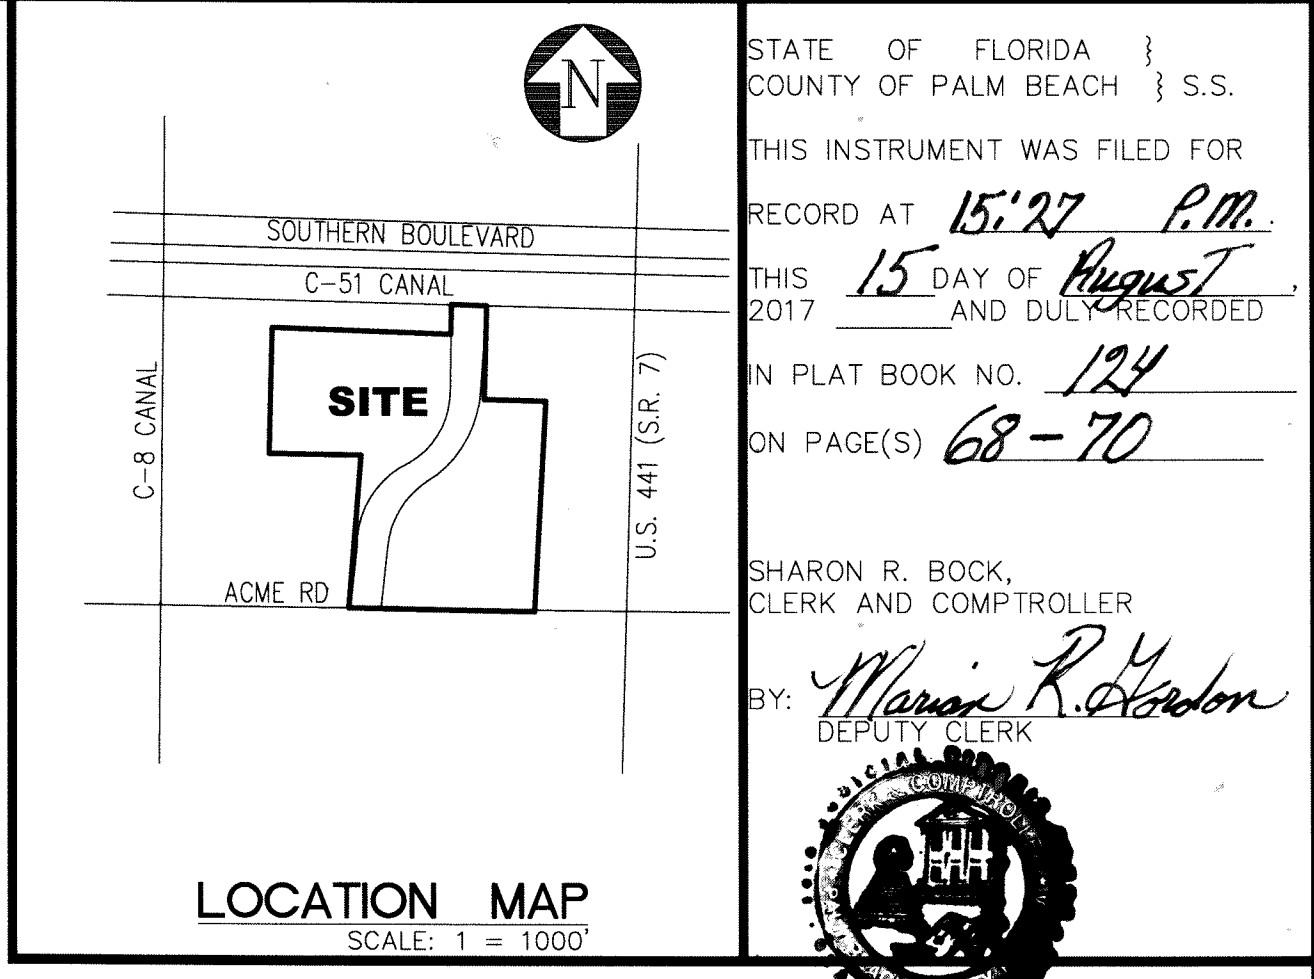 N
SOUTHERN BOULEVARD
C-51 CANAL
SITE
C-8 CANAL
U.S. 441 (S.R. 7)
ACME RD
LOCATION MAP
SCALE: 1 = 1000'
STATE OF FLORIDA }
COUNTY OF PALM BEACH } S.S.
THIS INSTRUMENT WAS FILED FOR
RECORD AT 15:27 P.M.
THIS 15 DAY OF August,
2017 AND DULY RECORDED
IN PLAT BOOK NO. 124
ON PAGE(S) 68 - 70
SHARON R. BOCK,
CLERK AND COMPTROLLER
BY: Marian R. Gordon
DEPUTY CLERK
CLERK & COMPTROLLER